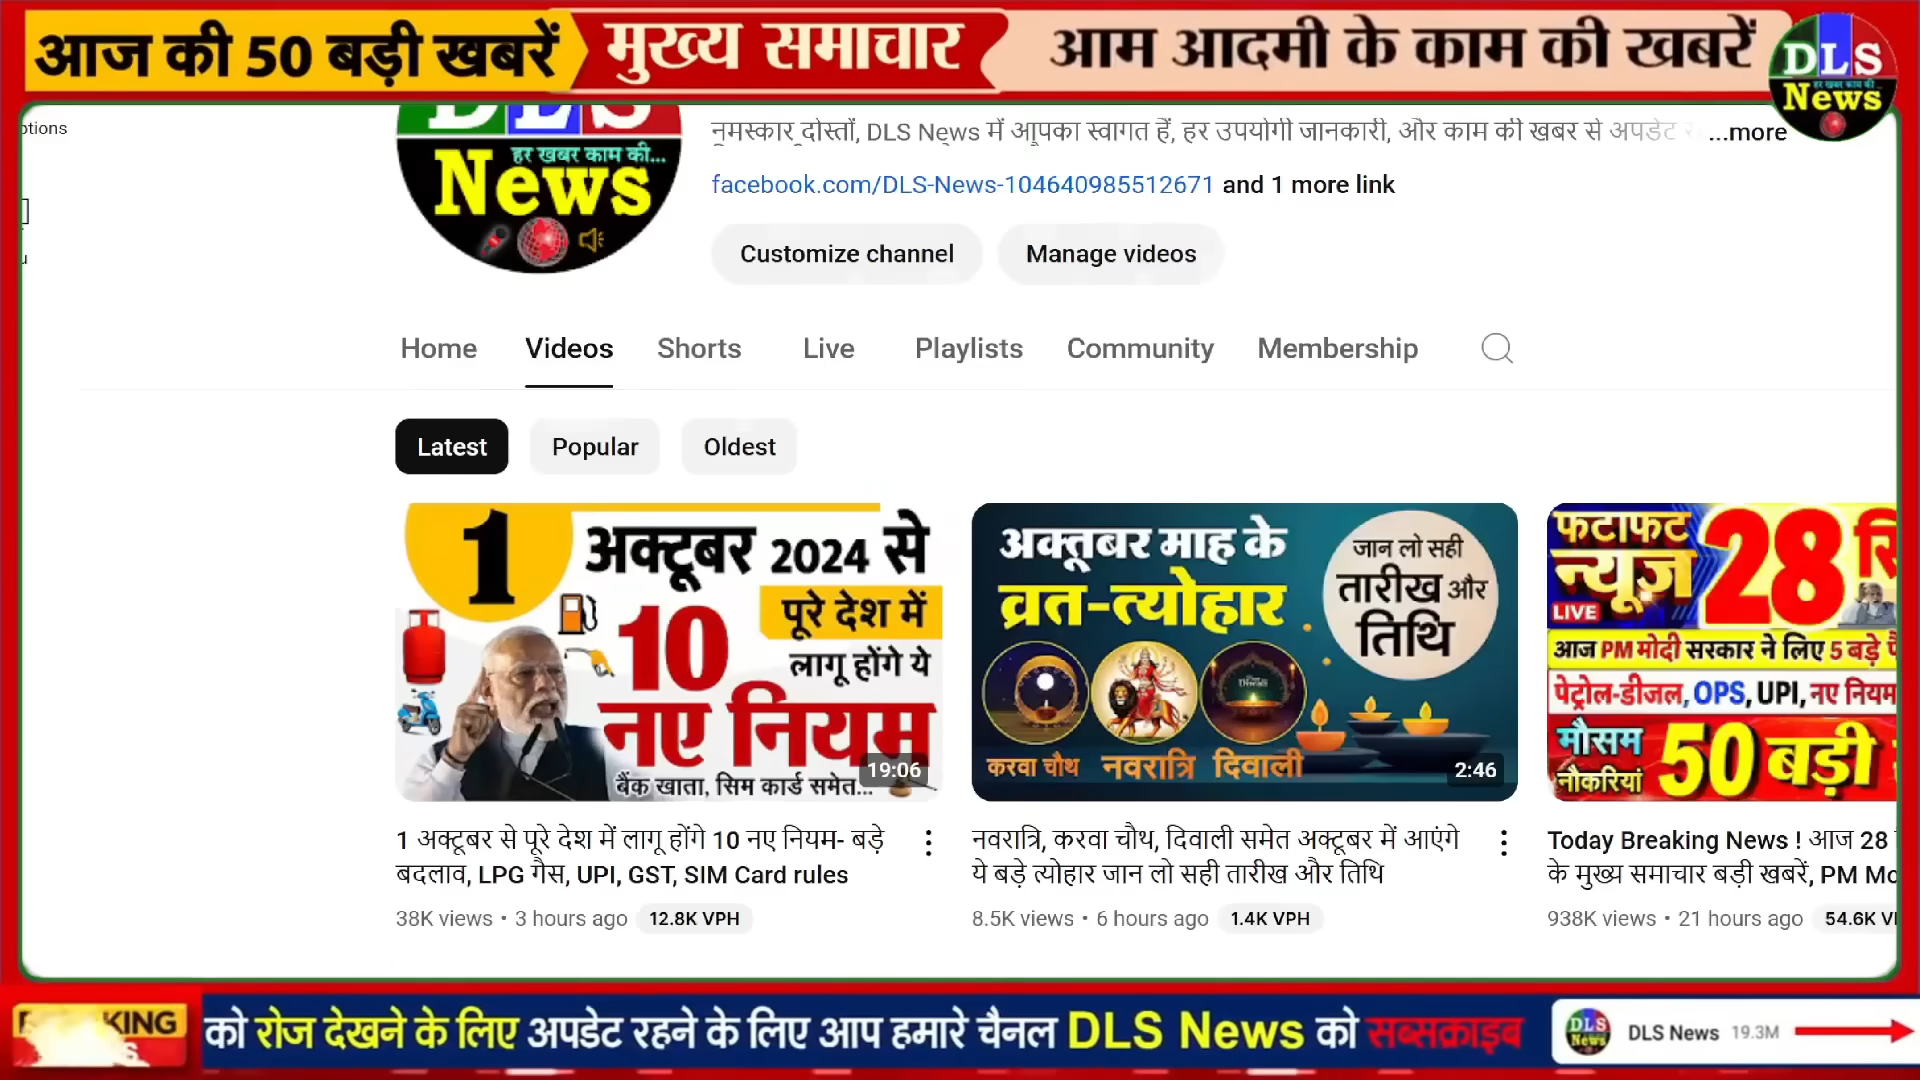 आज की 50 बड़ी खबरें
मुख्य समाचार
आम आदमी के काम की खबरें
DLS
हर खबर काम की...
News
DLS
हर खबर काम की...
News
नमस्कार दोस्तों, DLS News में आपका स्वागत हैं, हर उपयोगी जानकारी, और काम की खबर से अपडेट ...more
facebook.com/DLS-News-104640985512671 and 1 more link
Customize channel
Manage videos
Home
Videos
Shorts
Live
Playlists
Community
Membership
Latest
Popular
Oldest
1
अक्टूबर 2024 से
पूरे देश में
10 लागू होंगे ये
नए नियम
बैंक खाता, सिम कार्ड समेत...
19:06
अक्तूबर माह के
व्रत-त्योहार
जान लो सही
तारीख और
तिथि
करवा चौथ
नवरात्रि
दिवाली
2:46
फटाफट
न्यूज़
28
LIVE
आज PM मोदी सरकार ने लिए 5 बड़े
पेट्रोल-डीजल, OPS, UPI, नए नियम
मौसम
नौकरियां
50 बड़ी
1 अक्टूबर से पूरे देश में लागू होंगे 10 नए नियम- बड़े
बदलाव, LPG गैस, UPI, GST, SIM Card rules
38K views • 3 hours ago 12.8K VPH
नवरात्रि, करवा चौथ, दिवाली समेत अक्टूबर में आएंगे
ये बड़े त्योहार जान लो सही तारीख और तिथि
8.5K views • 6 hours ago 1.4K VPH
Today Breaking News ! आज 28
के मुख्य समाचार बड़ी खबरें, PM
938K views • 21 hours ago 54.6K
को रोज देखने के लिए अपडेट रहने के लिए आप हमारे चैनल DLS News को सब्सक्राइब
DLS
News
DLS News 19.3M